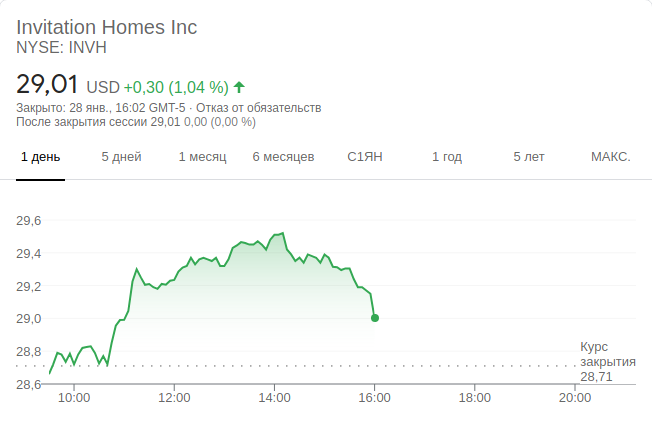 Invitation Homes Inc
NYSE: INVH
29,01 USD +0,30 (1,04 %)
Закрыто: 28 янв., 16:02 GMT-5 · Отказ от обязательств
После закрытия сессии 29,01 0,00 (0,00 %)
1 день 5 дней 1 месяц 6 месяцев С1ЯН 1 год 5 лет МАКС.
29,6
29,4
29,2
29,0
28,8
28,6
Курс
закрытия
28,71
10:00 12:00 14:00 16:00 18:00 20:00